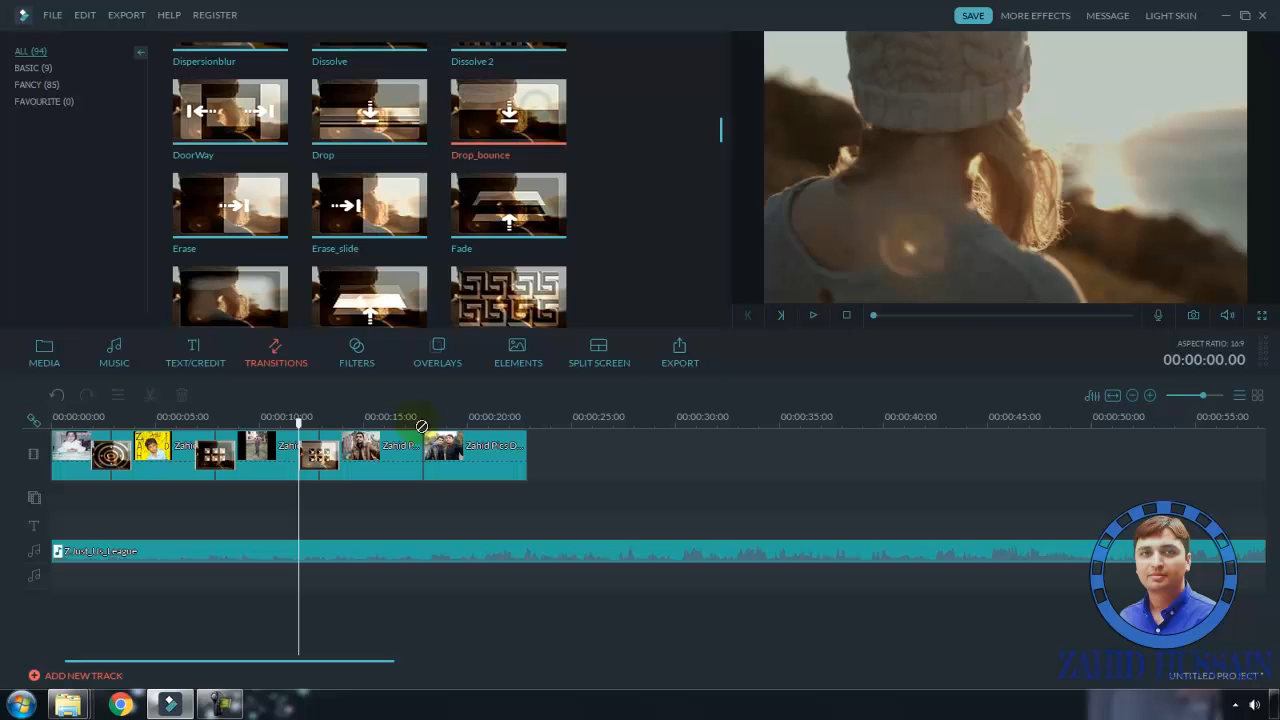 FILE EDIT EXPORT HELP REGISTER
SAVE MORE EFFECTS MESSAGE LIGHT SKIN
ALL (94)
BASIC (9)
FANCY (85)
FAVOURITE (0)
Dispersionblur Dissolve Dissolve 2
DoorWay Drop Drop_bounce
Erase Erase_slide Fade
MEDIA MUSIC TEXT/CREDIT TRANSITIONS FILTERS OVERLAYS ELEMENTS SPLIT SCREEN EXPORT
ASPECT RATIO: 16:9
00:00:00.00
00:00:00:00 00:00:05:00 00:00:10:00 00:00:15:00 00:00:20:00 00:00:25:00 00:00:30:00 00:00:35:00 00:00:40:00 00:00:45:00 00:00:50:00 00:00:55:00
Zahid Zahid Zahid P... Zahid Pics D...
Z Just_Us_League
ADD NEW TRACK
ZAHID HUSSAIN
UNTITLED PROJECT *